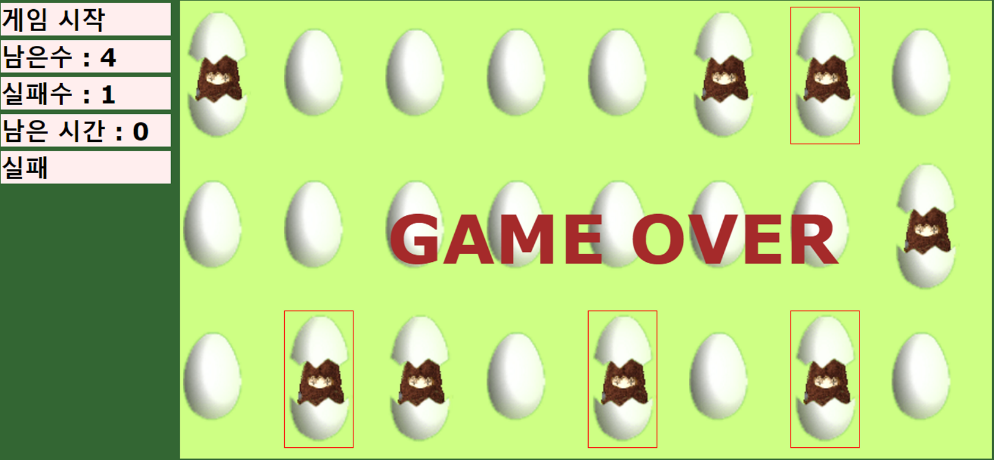 게임 시작
남은수 : 4
실패수 : 1
남은 시간 : 0
실패
GAME OVER